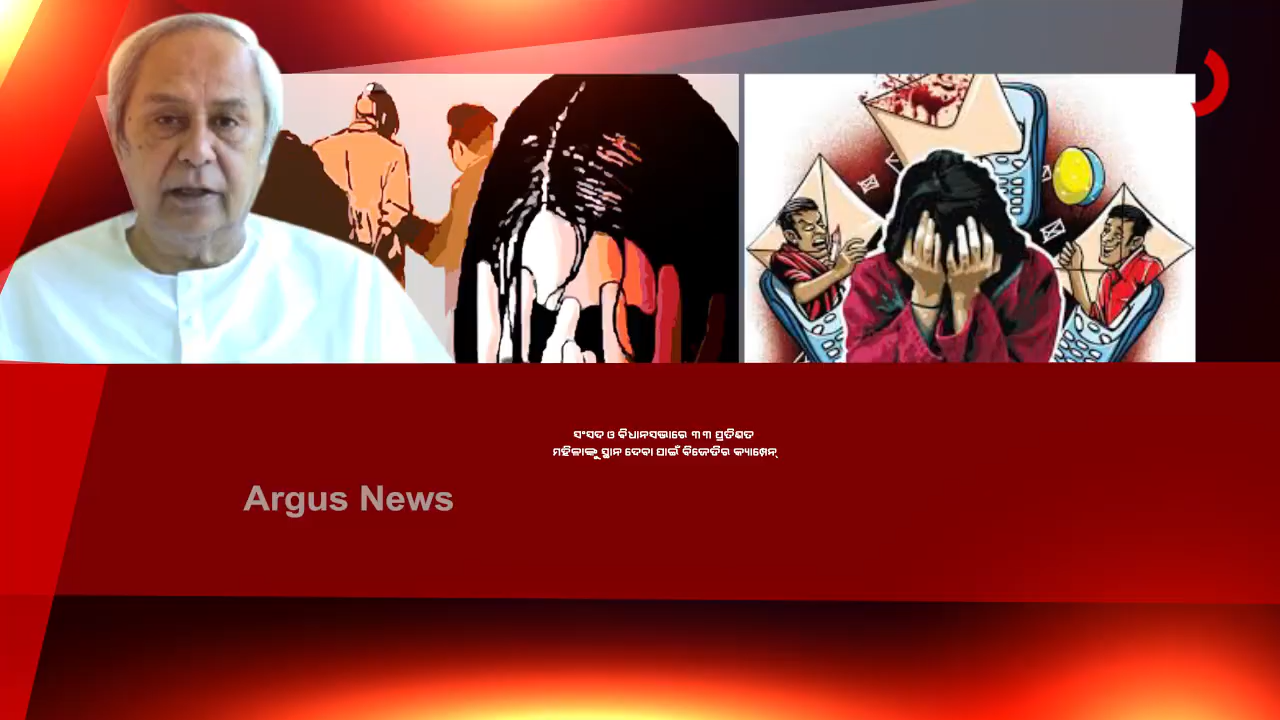 ସଂସଦ ଓ ବିଧାନସଭାରେ ୩୩ ପ୍ରତିଶତ
ମହିଳାଙ୍କୁ ସ୍ଥାନ ଦେବା ପାଇଁ ବିଜେଡିର କ୍ୟାମ୍ପେନ୍
Argus News